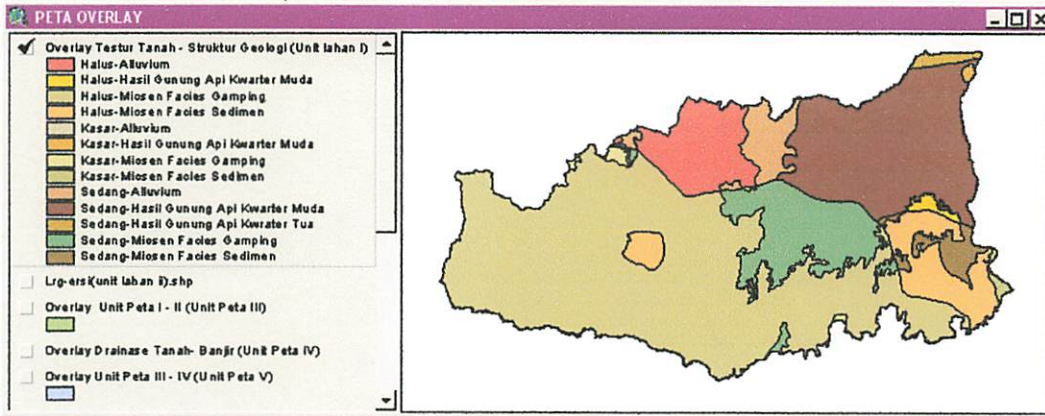 PETA OVERLAY
Overlay Testur Tanah - Struktur Geologi (Unit lahan I)
Halus-Alluvium
Halus-Hasil Gunung Api Kwarter Muda
Halus-Miosen Facies Gamping
Halus-Miosen Facies Sedimen
Kasar-Alluvium
Kasar-Hasil Gunung Api Kwarter Muda
Kasar-Miosen Facies Gamping
Kasar-Miosen Facies Sedimen
Sedang-Alluvium
Sedang-Hasil Gunung Api Kwarter Muda
Sedang-Hasil Gunung Api Kwrater Tua
Sedang-Miosen Facies Gamping
Sedang-Miosen Facies Sedimen
Lrg-ersi(unit lahan ii).shp
Overlay Unit Peta I - II (Unit Peta III)
Overlay Drainase Tanah- Banjir (Unit Peta IV)
Overlay Unit Peta III - IV (Unit Peta V)